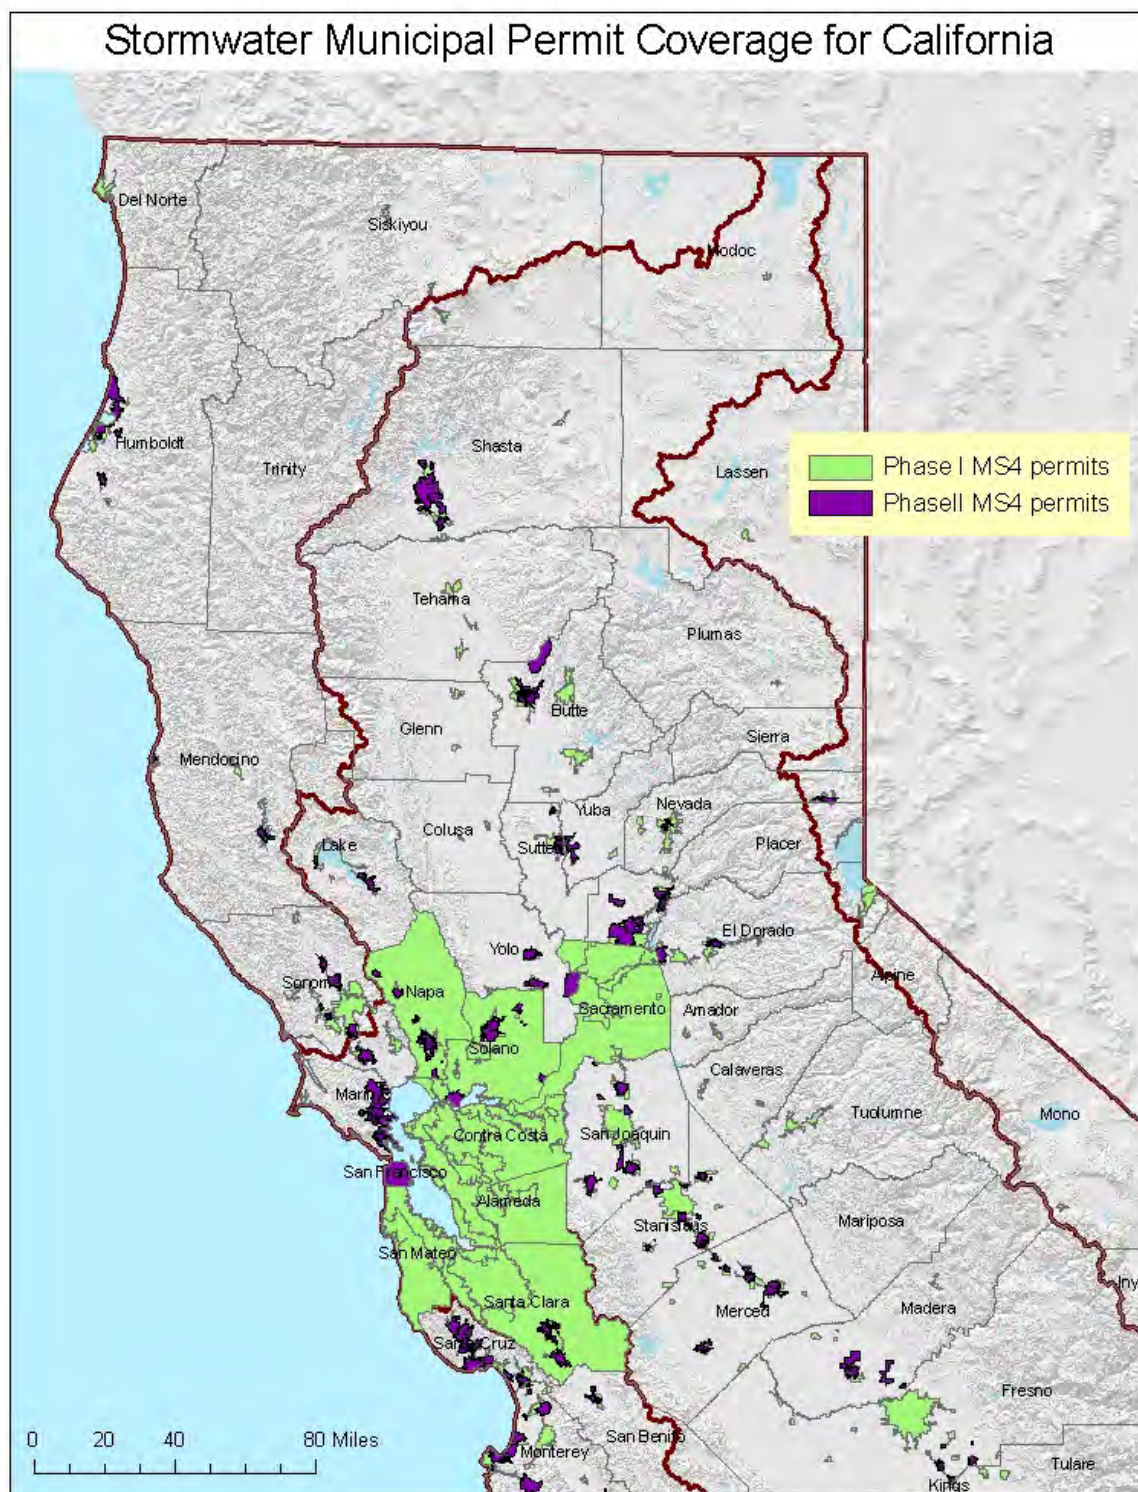 Stormwater Municipal Permit Coverage for California
Del Norte
Siskiyou
Modoc
Humboldt
Trinity
Shasta
Lassen
Phase I MS4 permits
PhaseII MS4 permits
Tehama
Plumas
Butte
Glenn
Sierra
Mendocino
Colusa
Yuba
Nevada
Sutter
Placer
Lake
Yolo
El Dorado
Sonoma
Napa
Alpine
Sacramento
Amador
Solano
Calaveras
Marin
Tuolumne
Mono
Contra Costa
San Joaquin
San Francisco
Alameda
Stanislaus
Mariposa
San Mateo
Iny
Santa Clara
Merced
Madera
Santa Cruz
Fresno
0 20 40 80 Miles
San Benito
Monterey
Tulare
Kings